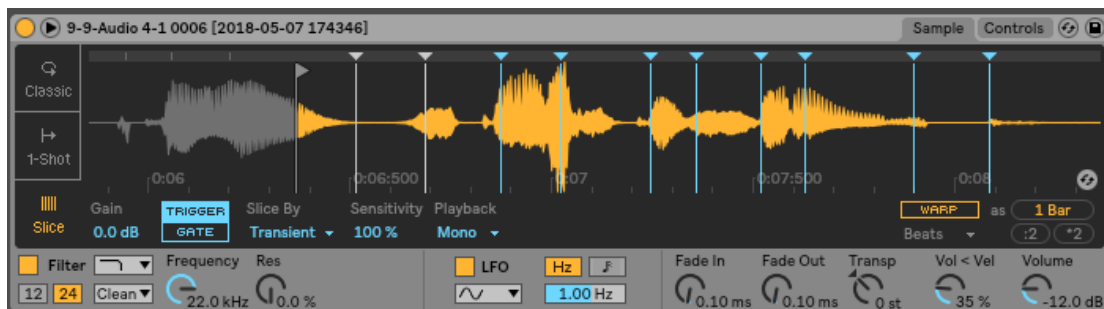 9-9-Audio 4-1 0006 [2018-05-07 174346] Sample Controls
Classic
1-Shot
Slice
0:06 0:06:500 0:07 0:07:500 0:08
Gain TRIGGER Slice By Sensitivity Playback WARP as 1 Bar
0.0 dB GATE Transient 100 % Mono Beats :2 *2
Filter Frequency Res LFO Hz Fade In Fade Out Transp Vol < Vel Volume
12 24 Clean 22.0 kHz 0.0 % 1.00 Hz 0.10 ms 0.10 ms 0 st 35 % -12.0 dB